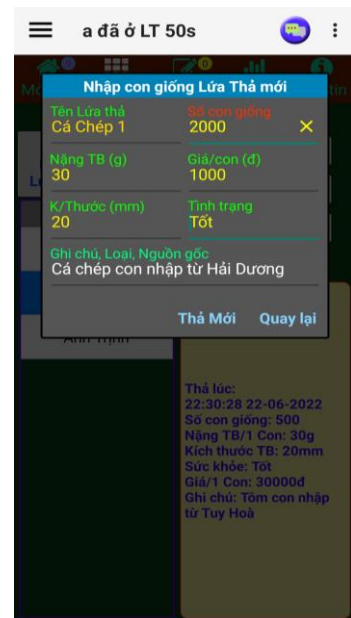 a đã ở LT 50s
Nhập con giống Lứa Thả mới
Tên Lứa thả
Số con giống
Cá Chép 1
2000
Nặng TB (g)
Giá/con (đ)
30
1000
K/Thước (mm)
Tình trạng
20
Tốt
Ghi chú, Loại, Nguồn gốc
Cá chép con nhập từ Hải Dương
Thả Mới
Quay lại
Thả lúc:
22:30:28 22-06-2022
Số con giống: 500
Nặng TB/1 Con: 30g
Kích thước TB: 20mm
Sức khỏe: Tốt
Giá/1 Con: 30000đ
Ghi chú: Tôm con nhập
từ Tuy Hoà